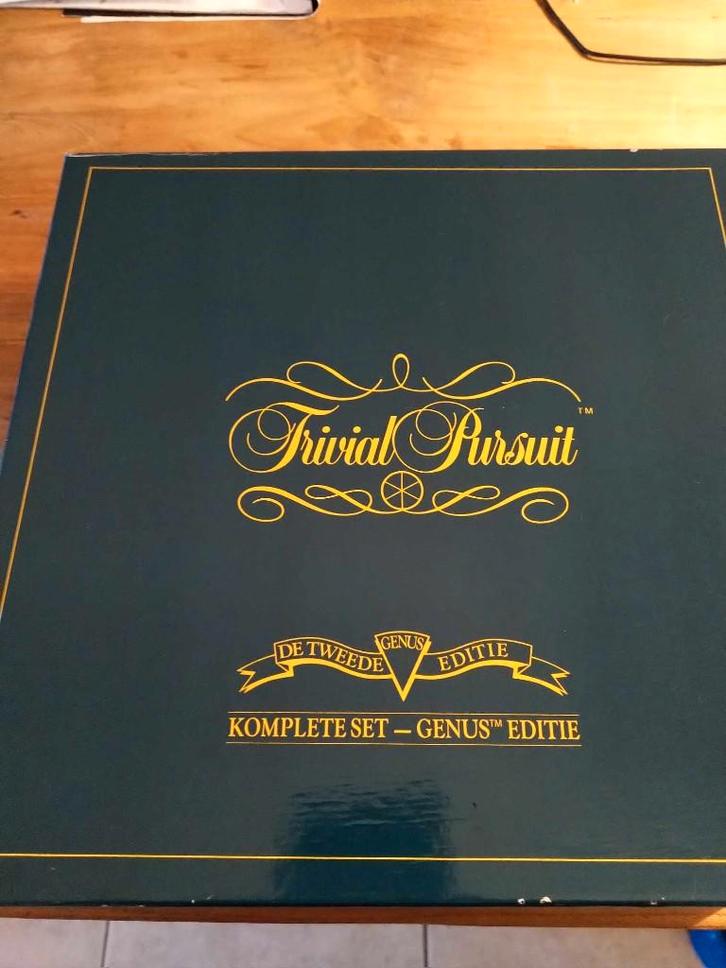 Trivial Pursuit™
DE TWEEDE GENUS EDITIE
KOMPLETE SET – GENUS™ EDITIE